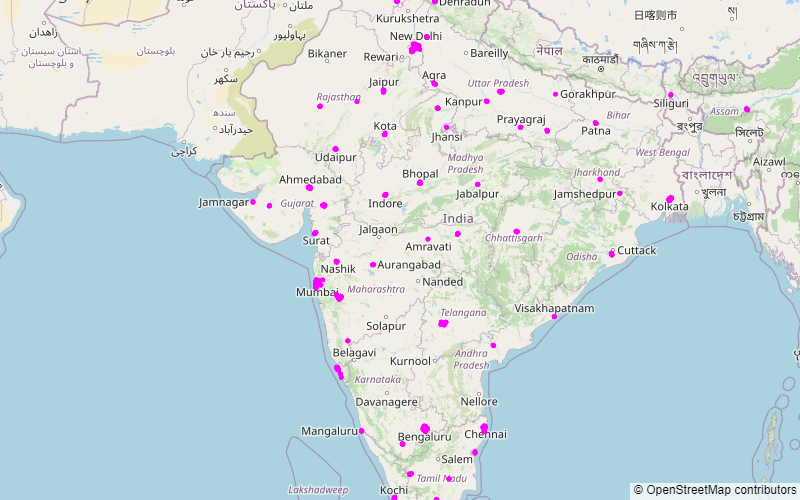 پاکستان
ملتان
Dehradun
Kurukshetra
日喀则市
زاهدان
New Delhi
नेपाल
استان سیستان
و بلوچستان
بلوچستان
رحیم یار خان
بہاولپور
Bikaner
Rewari
Bareilly
काठमाडौं
གཞིས་ཀ་རྩེ།
سکھر
Jaipur
Agra
Uttar Pradesh
འབྲུག་ཡུལ།
Rajasthan
Kanpur
Gorakhpur
Siliguri
Assam
سندھ
Bihar
حیدرآباد
Kota
Jhansi
Prayagraj
Patna
রংপুর
সিলেট
کراچی
Udaipur
Madhya
Pradesh
West Bengal
Aizawl
Ahmedabad
Bhopal
Jharkhand
বাংলাদেশ
Jamnagar
Gujarat
Indore
Jabalpur
Jamshedpur
খুলনা
Kolkata
চট্টগ্রাম
India
Surat
Jalgaon
Amravati
Chhattisgarh
Cuttack
Odisha
Nashik
Aurangabad
Mumbai
Maharashtra
Nanded
Visakhapatnam
Telangana
Solapur
Belagavi
Kurnool
Andhra
Pradesh
Karnataka
Davanagere
Nellore
Mangaluru
Bengaluru
Chennai
Salem
Lakshadweep
Kochi
Tamil Nadu
© OpenStreetMap contributors